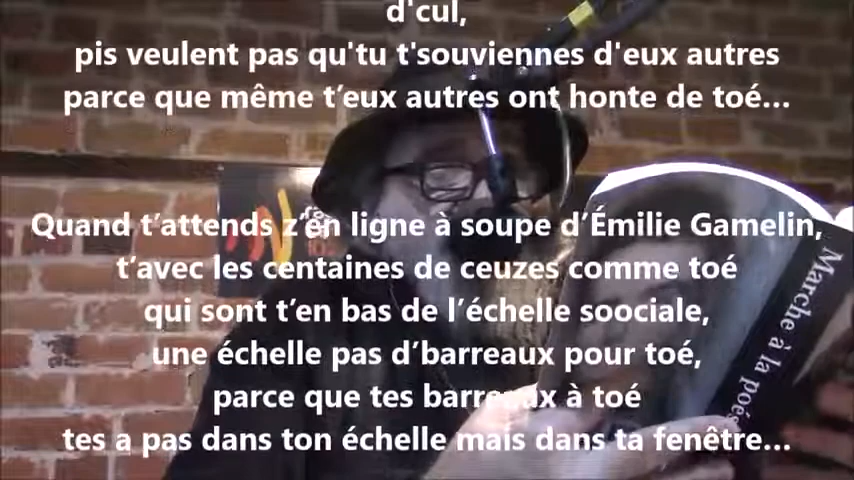 d'cul,
pis veulent pas qu'tu t'souviennes d'eux autres
parce que même t’eux autres ont honte de toé…
Quand t’attends z’en ligne à soupe d’Émilie Gamelin,
t’avec les centaines de ceuzes comme toé
qui sont t’en bas de l’échelle soociale,
une échelle pas d’barreaux pour toé,
parce que tes barreaux à toé
tes a pas dans ton échelle mais dans ta fenêtre…
Marche à la poés